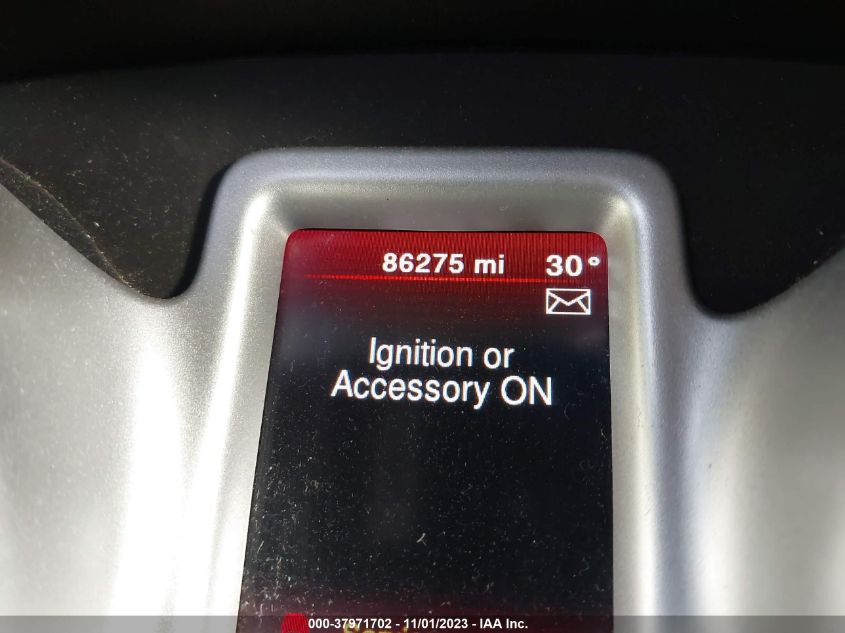 86275 mi 30°
Ignition or
Accessory ON
000-37971702 - 11/01/2023 - IAA Inc.